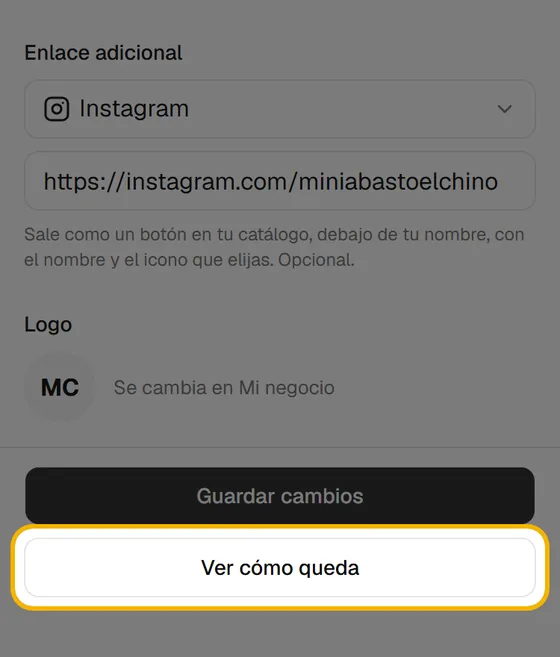 Enlace adicional
Instagram
https://instagram.com/miniabastoelchino
Sale como un botón en tu catálogo, debajo de tu nombre, con
el nombre y el icono que elijas. Opcional.
Logo
MC
Se cambia en Mi negocio
Guardar cambios
Ver cómo queda